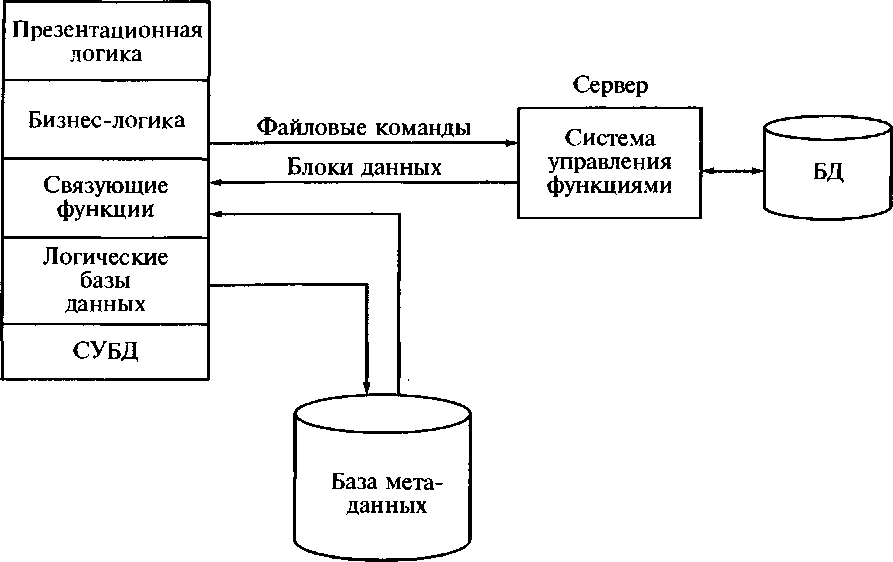 Презентационная
логика
Бизнес-логика
Связующие
функции
Логические
базы
данных
СУБД
Файловые команды
Блоки данных
Сервер
Система
управления
функциями
БД
База мета-
данных